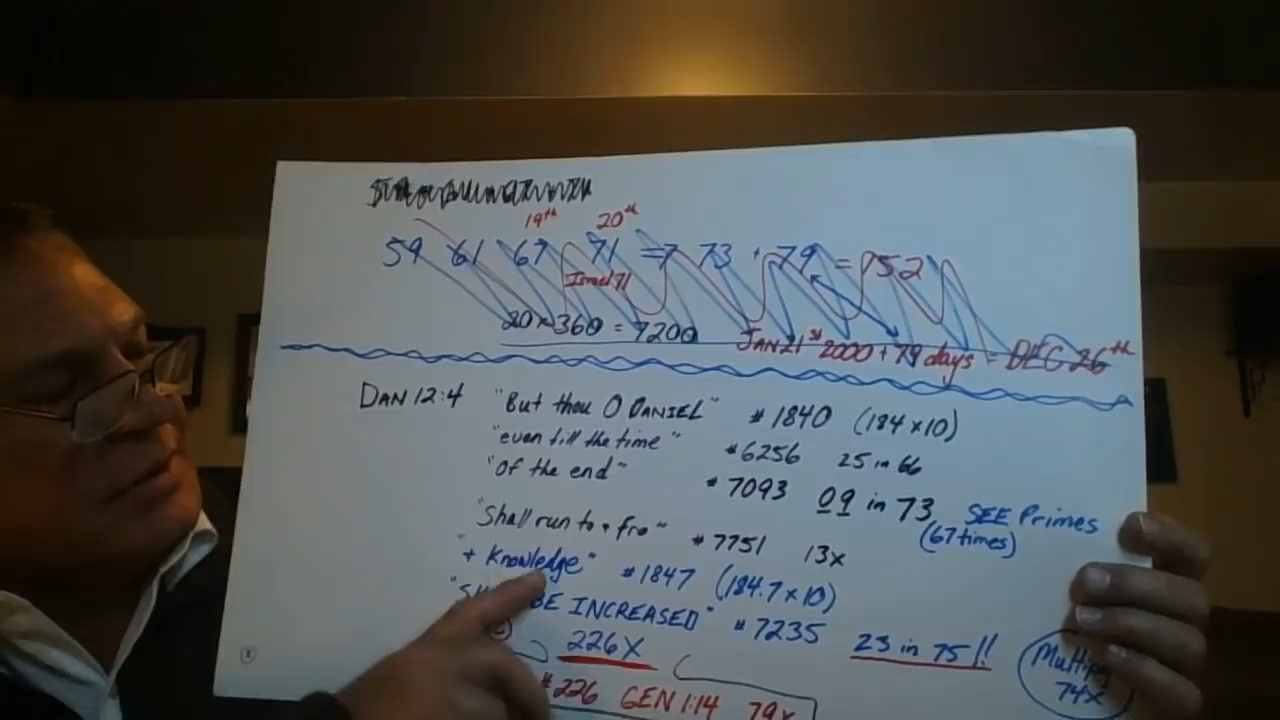 19th 20th
59 61 67 71 = 7 73 + 79 = 752
Israel 71
20 x 360 = 7200
JAN 21st 2000 + 79 days = DEC 26th
DAN 12:4 "But thou O DANIEL" # 1840 (184 x 10)
"even till the time" # 6256 25 in 66
"Of the end" # 7093 09 in 73 SEE Primes
(67 times)
"Shall run to + fro" # 7751 13x
"+ Knowledge" # 1847 (184.7 x 10)
BE INCREASED" # 7235 23 in 75!!
226X
#226 GEN 1:14 79x
74x